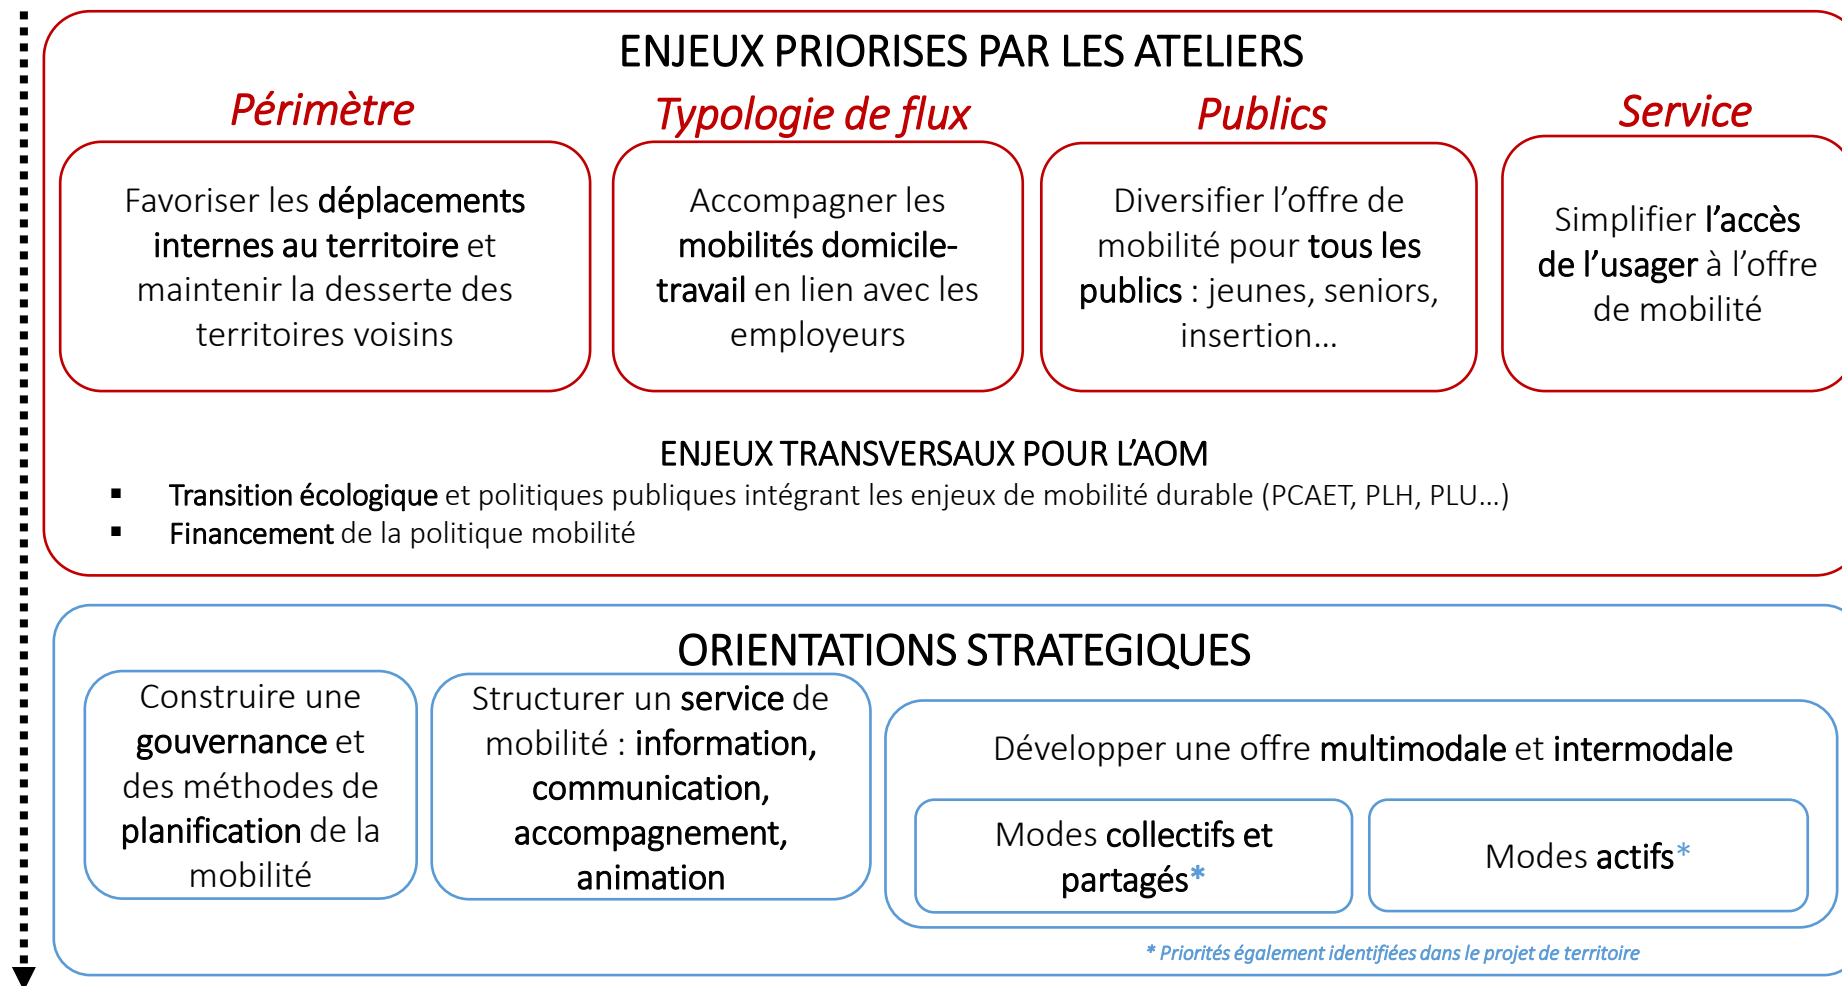 ENJEUX PRIORISES PAR LES ATELIERS
Périmètre
Favoriser les déplacements
internes au territoire et
maintenir la desserte des
territoires voisins
Typologie de flux
Accompagner les
mobilités domicile-
travail en lien avec les
employeurs
Publics
Diversifier l’offre de
mobilité pour tous les
publics : jeunes, seniors,
insertion…
Service
Simplifier l’accès
de l’usager à l’offre
de mobilité
ENJEUX TRANSVERSAUX POUR L’AOM
▪ Transition écologique et politiques publiques intégrant les enjeux de mobilité durable (PCAET, PLH, PLU…)
▪ Financement de la politique mobilité
ORIENTATIONS STRATEGIQUES
Construire une
gouvernance et
des méthodes de
planification de la
mobilité
Structurer un service de
mobilité : information,
communication,
accompagnement,
animation
Développer une offre multimodale et intermodale
Modes collectifs et
partagés*
Modes actifs*
* Priorités également identifiées dans le projet de territoire